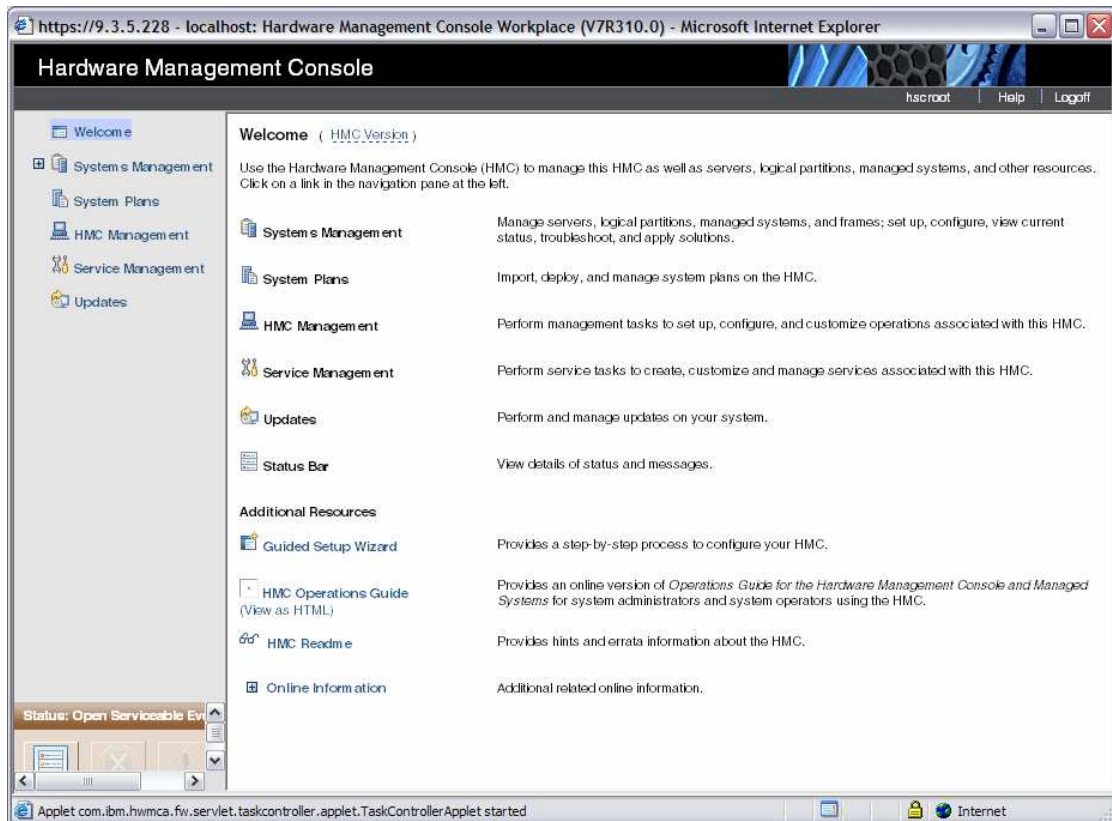 https://9.3.5.228 - localhost: Hardware Management Console Workplace (V7R310.0) - Microsoft Internet Explorer
Hardware Management Console
hscroot | Help | Logoff
Welcome
Systems Management
System Plans
HMC Management
Service Management
Updates
Welcome ( HMC Version )
Use the Hardware Management Console (HMC) to manage this HMC as well as servers, logical partitions, managed systems, and other resources.
Click on a link in the navigation pane at the left.
Systems Management
Manage servers, logical partitions, managed systems, and frames; set up, configure, view current
status, troubleshoot, and apply solutions.
System Plans
Import, deploy, and manage system plans on the HMC.
HMC Management
Perform management tasks to set up, configure, and customize operations associated with this HMC.
Service Management
Perform service tasks to create, customize and manage services associated with this HMC.
Updates
Perform and manage updates on your system.
Status Bar
View details of status and messages.
Additional Resources
Guided Setup Wizard
Provides a step-by-step process to configure your HMC.
HMC Operations Guide
(View as HTML)
Provides an online version of Operations Guide for the Hardware Management Console and Managed
Systems for system administrators and system operators using the HMC.
HMC Readme
Provides hints and errata information about the HMC.
Online Information
Additional related online information.
Status: Open Serviceable Ev
Applet com.ibm.hwmca.fw.servlet.taskcontroller.applet.TaskControllerApplet started
Internet